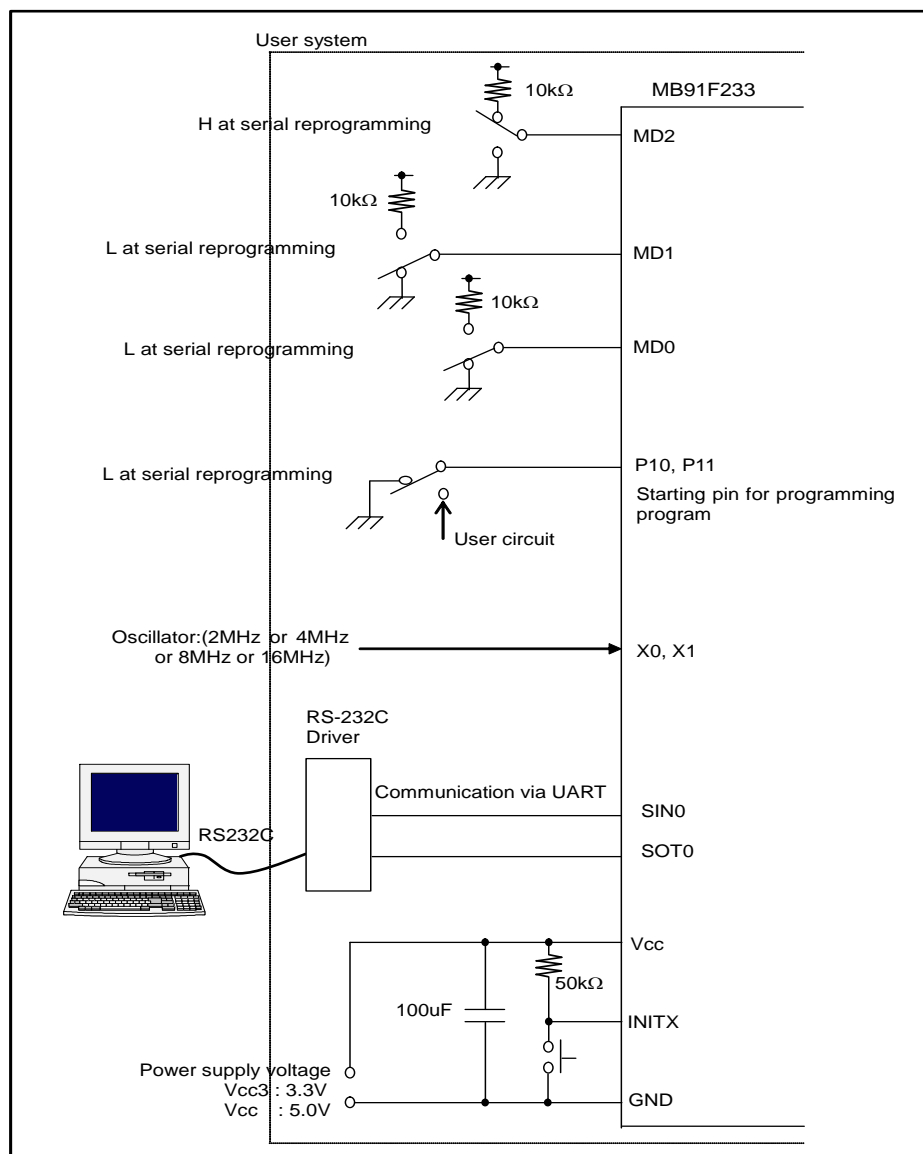 User system
10kΩ
MB91F233
H at serial reprogramming
MD2
10kΩ
L at serial reprogramming
MD1
10kΩ
L at serial reprogramming
MD0
L at serial reprogramming
P10, P11
Starting pin for programming
program
User circuit
Oscillator:(2MHz or 4MHz
or 8MHz or 16MHz)
X0, X1
RS-232C
Driver
Communication via UART
SIN0
RS232C
SOT0
Vcc
50kΩ
100uF
INITX
Power supply voltage
Vcc3 : 3.3V
Vcc : 5.0V
GND